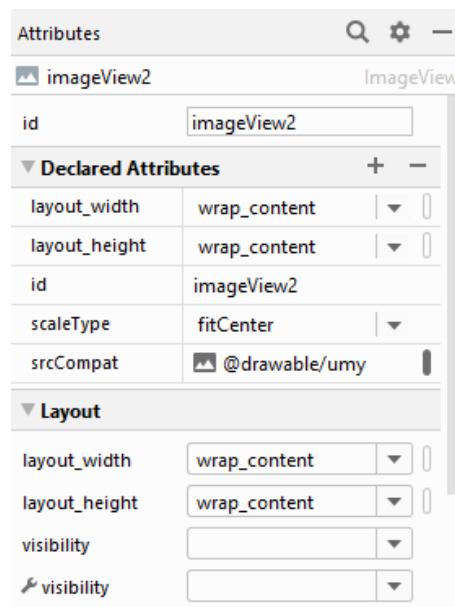 Attributes
imageView2 ImageView
id imageView2
Declared Attributes
layout_width wrap_content
layout_height wrap_content
id imageView2
scaleType fitCenter
srcCompat @drawable/umy
Layout
layout_width wrap_content
layout_height wrap_content
visibility
visibility